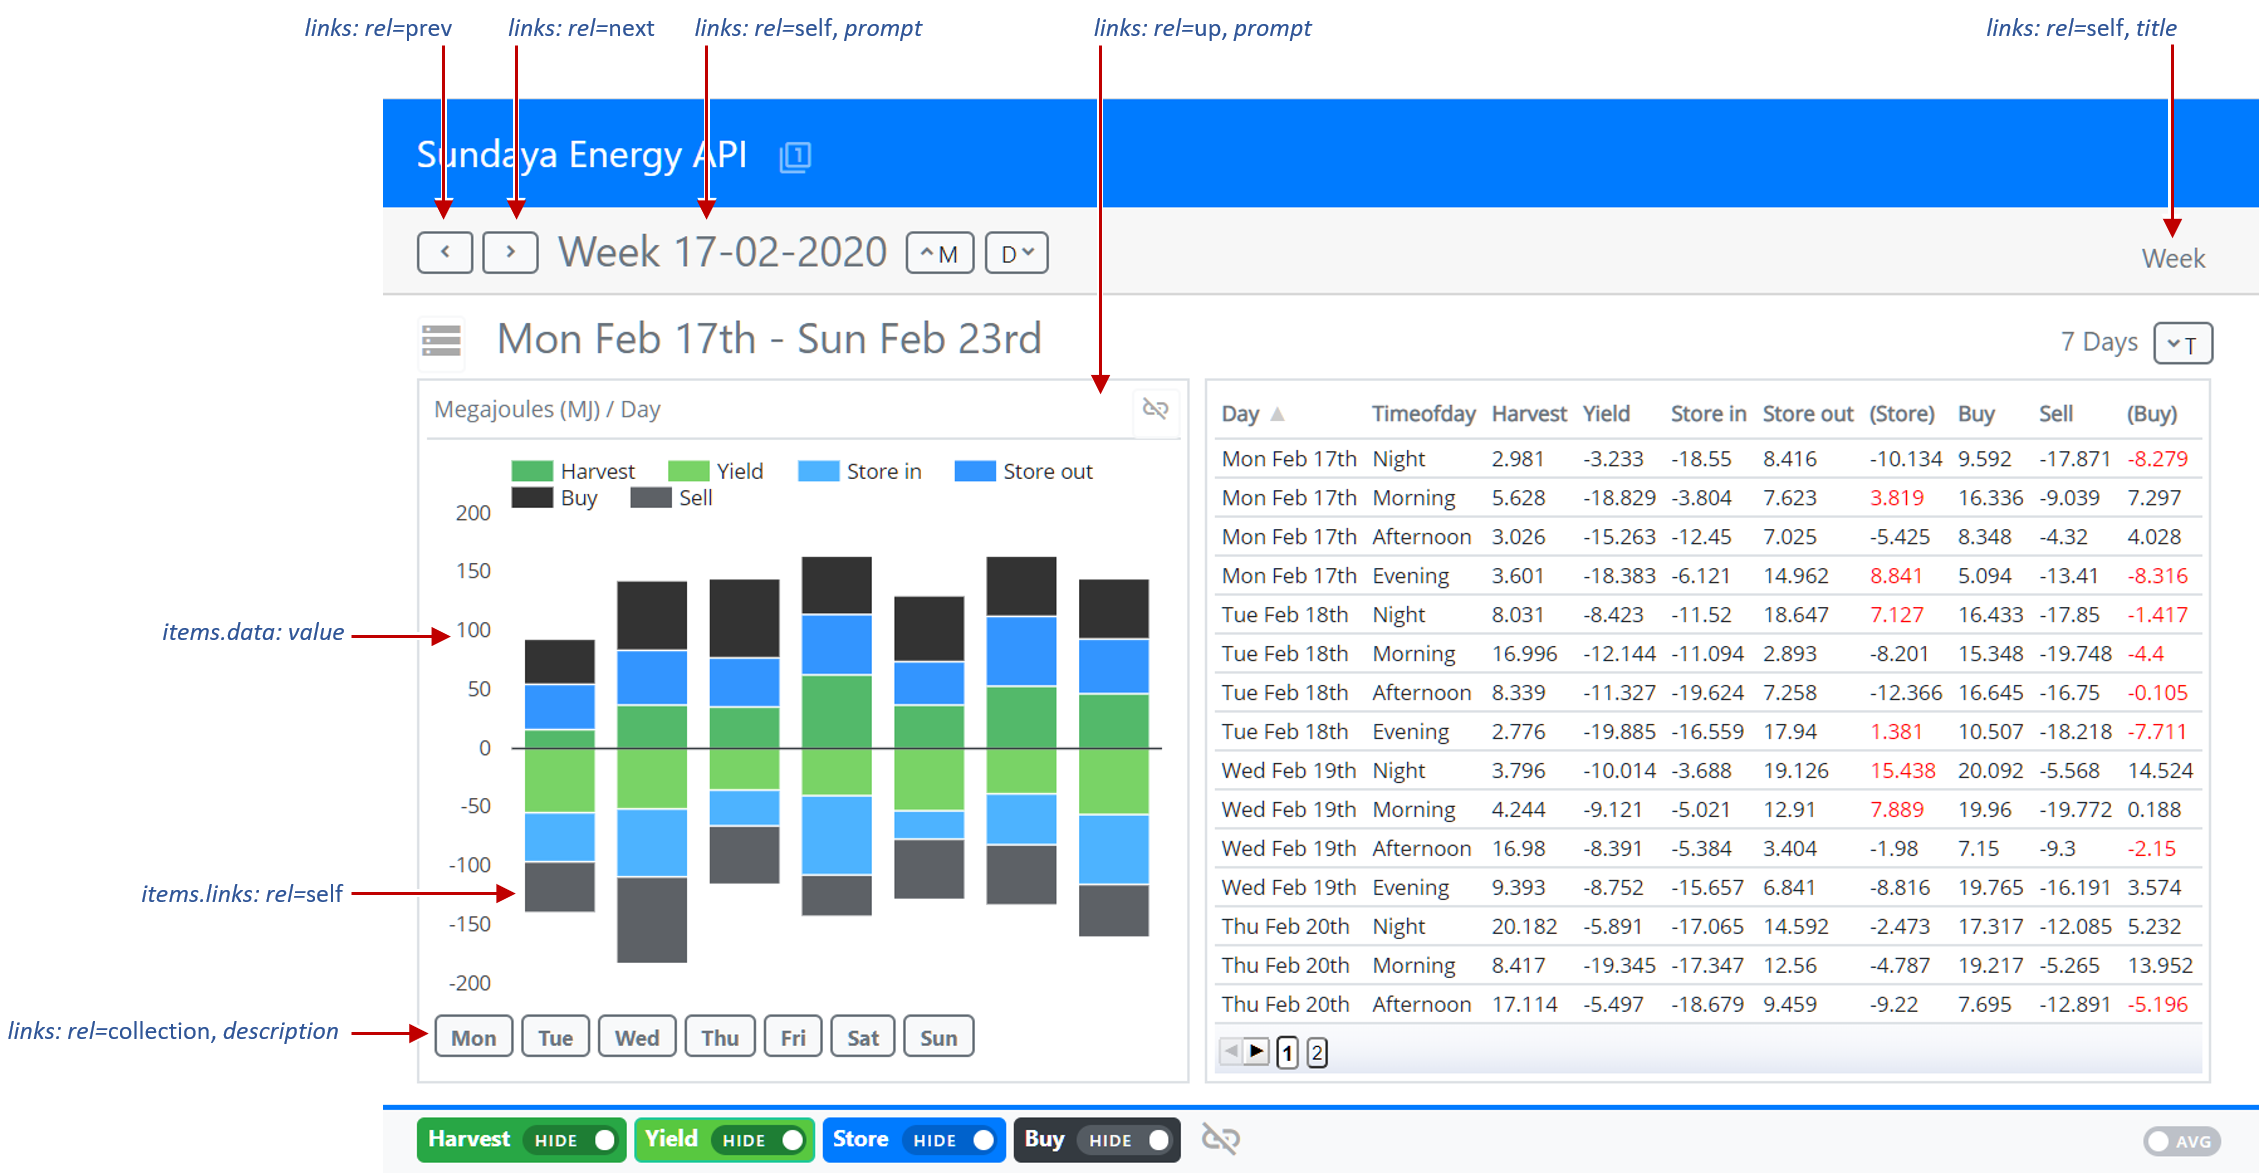 links: rel=prev links: rel=next links: rel=self, prompt links: rel=up, prompt links: rel=self, title
Sundaya Energy API 1
< > Week 17-02-2020 ^M D˅ Week
Mon Feb 17th - Sun Feb 23rd 7 Days ˅T
Megajoules (MJ) / Day
Harvest Yield Store in Store out
Buy Sell
200
150
100
50
0
-50
-100
-150
-200
items.data: value
items.links: rel=self
links: rel=collection, description
Mon Tue Wed Thu Fri Sat Sun
Day ▲ Timeofday Harvest Yield Store in Store out (Store) Buy Sell (Buy)
Mon Feb 17th Night 2.981 -3.233 -18.55 8.416 -10.134 9.592 -17.871 -8.279
Mon Feb 17th Morning 5.628 -18.829 -3.804 7.623 3.819 16.336 -9.039 7.297
Mon Feb 17th Afternoon 3.026 -15.263 -12.45 7.025 -5.425 8.348 -4.32 4.028
Mon Feb 17th Evening 3.601 -18.383 -6.121 14.962 8.841 5.094 -13.41 -8.316
Tue Feb 18th Night 8.031 -8.423 -11.52 18.647 7.127 16.433 -17.85 -1.417
Tue Feb 18th Morning 16.996 -12.144 -11.094 2.893 -8.201 15.348 -19.748 -4.4
Tue Feb 18th Afternoon 8.339 -11.327 -19.624 7.258 -12.366 16.645 -16.75 -0.105
Tue Feb 18th Evening 2.776 -19.885 -16.559 17.94 1.381 10.507 -18.218 -7.711
Wed Feb 19th Night 3.796 -10.014 -3.688 19.126 15.438 20.092 -5.568 14.524
Wed Feb 19th Morning 4.244 -9.121 -5.021 12.91 7.889 19.96 -19.772 0.188
Wed Feb 19th Afternoon 16.98 -8.391 -5.384 3.404 -1.98 7.15 -9.3 -2.15
Wed Feb 19th Evening 9.393 -8.752 -15.657 6.841 -8.816 19.765 -16.191 3.574
Thu Feb 20th Night 20.182 -5.891 -17.065 14.592 -2.473 17.317 -12.085 5.232
Thu Feb 20th Morning 8.417 -19.345 -17.347 12.56 -4.787 19.217 -5.265 13.952
Thu Feb 20th Afternoon 17.114 -5.497 -18.679 9.459 -9.22 7.695 -12.891 -5.196
◀ ▶ 1 2
Harvest HIDE Yield HIDE Store HIDE Buy HIDE AVG